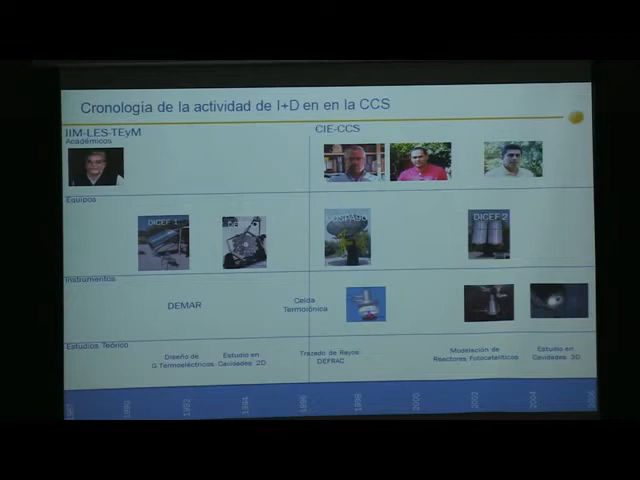 Cronología de la actividad de I+D en en la CCS
IIM-LES-TEyM
CIE-CCS
Académicos
Equipos
DICEF 1
DICEF 2
Instrumentos
DEMAR
Celda
Termoiónica
Estudios Teórico
Diseño de
G Termoeléctricos
Estudio en
Cavidades 2D
Trazado de Rayos
DEFRAC
Modelación de
Reactores Fotocatalíticos
Estudio en
Cavidades 3D
1990
1992
1994
1996
1998
2000
2002
2004